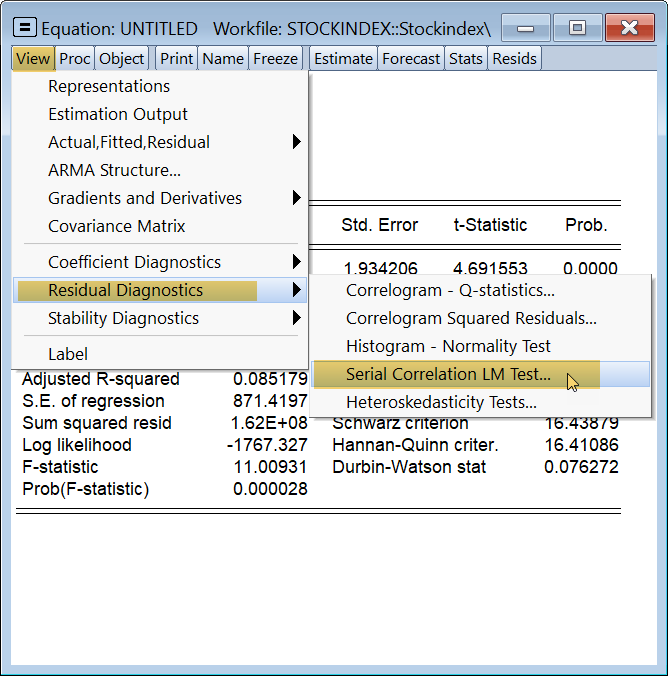 Equation: UNTITLED Workfile: STOCKINDEX::Stockindex\
View Proc Object Print Name Freeze Estimate Forecast Stats Resids
Representations
Estimation Output
Actual,Fitted,Residual
ARMA Structure...
Gradients and Derivatives
Covariance Matrix
Coefficient Diagnostics
Residual Diagnostics
Stability Diagnostics
Label
Std. Error t-Statistic Prob.
1.934206 4.691553 0.0000
Correlogram - Q-statistics...
Correlogram Squared Residuals...
Histogram - Normality Test
Serial Correlation LM Test...
Heteroskedasticity Tests...
Adjusted R-squared 0.085179
S.E. of regression 871.4197
Sum squared resid 1.62E+08 Schwarz criterion 16.43879
Log likelihood -1767.327 Hannan-Quinn criter. 16.41086
F-statistic 11.00931 Durbin-Watson stat 0.076272
Prob(F-statistic) 0.000028